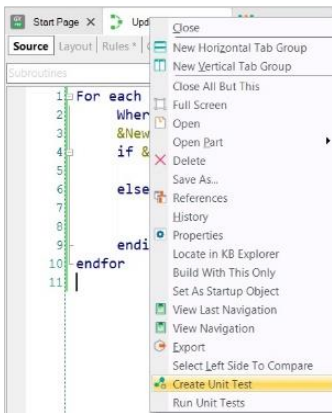 Start Page
Upd
Source Layout Rules *
Subroutines
1 For each
2 Wher
3 &New
4 if &
5
6 else
7
8
9 endi
10 endfor
11
Close
New Horizontal Tab Group
New Vertical Tab Group
Close All But This
Full Screen
Open
Open Part
Delete
Save As...
References
History
Properties
Locate in KB Explorer
Build With This Only
Set As Startup Object
View Last Navigation
View Navigation
Export
Select Left Side To Compare
Create Unit Test
Run Unit Tests